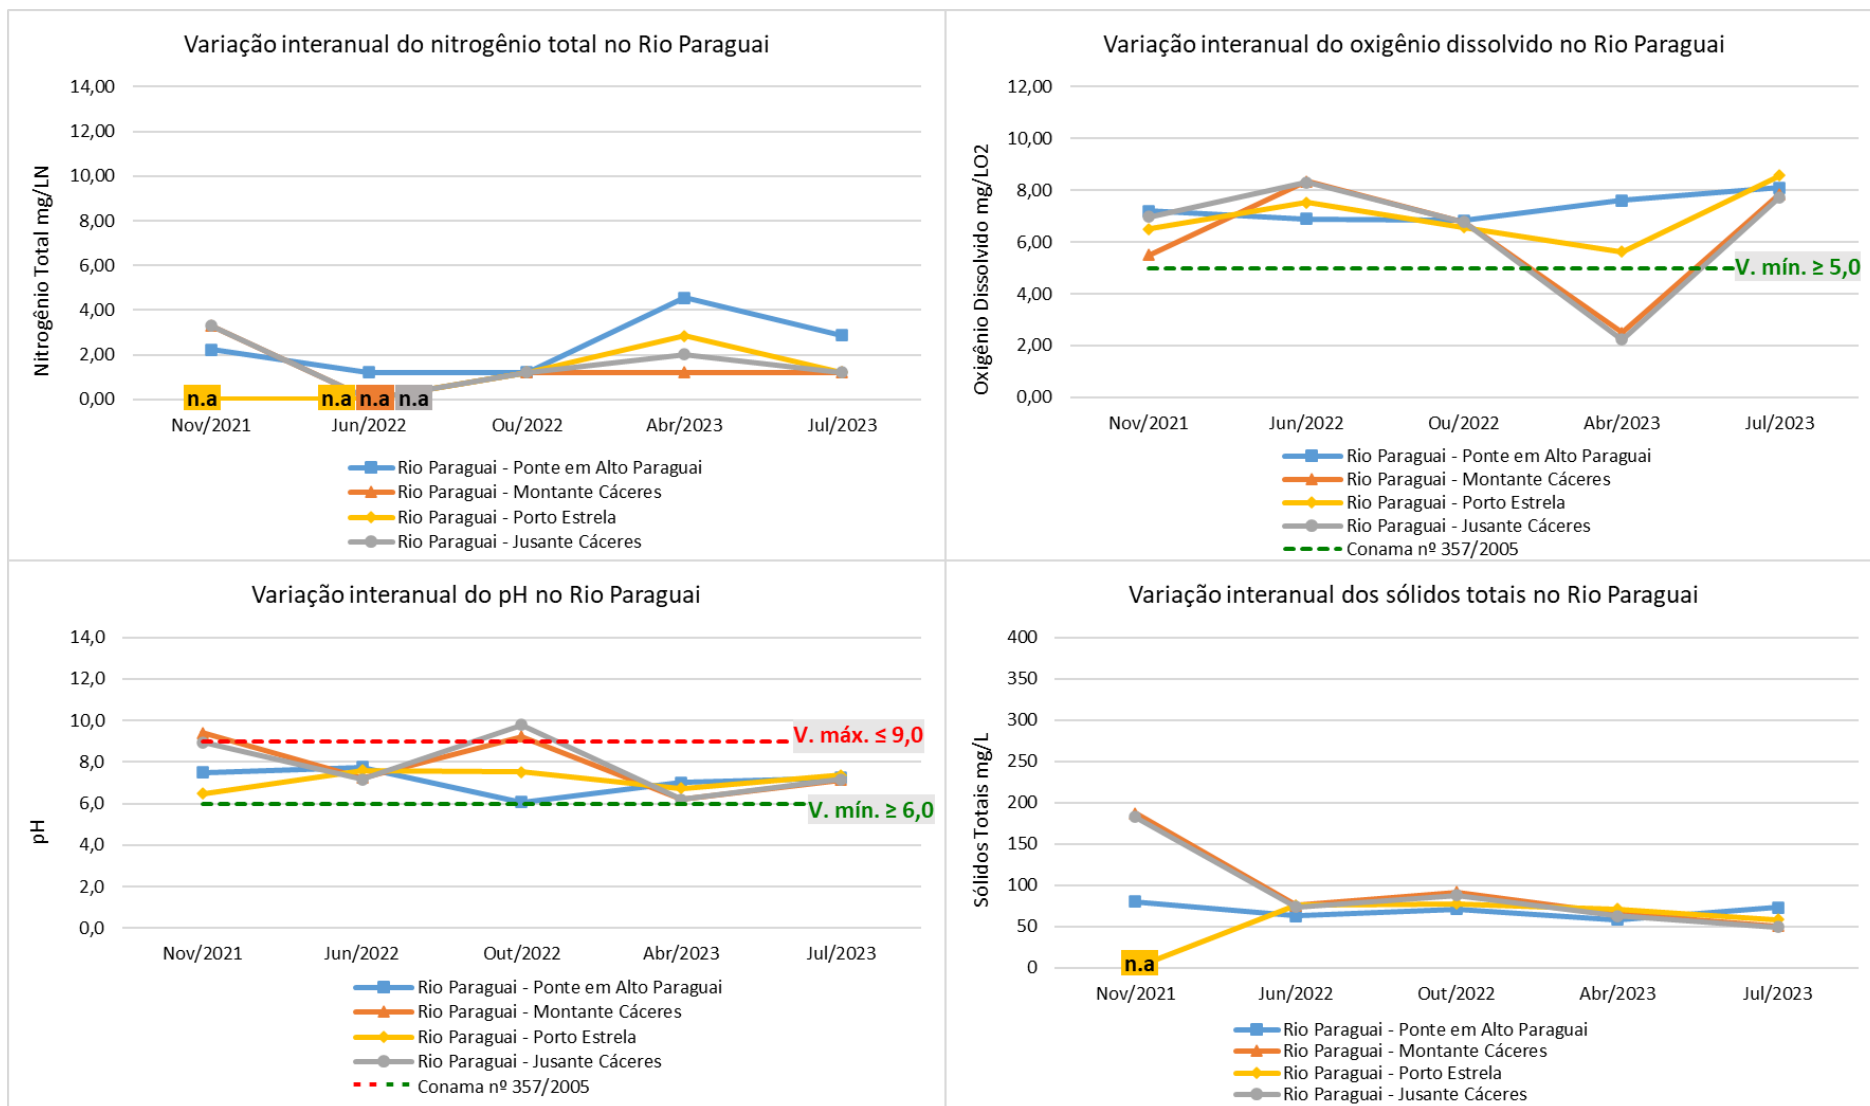 Variação interanual do nitrogênio total no Rio Paraguai
Nitrogênio Total mg/LN
14,00
12,00
10,00
8,00
6,00
4,00
2,00
0,00
n.a
n.a
n.a
n.a
Nov/2021
Jun/2022
Ou/2022
Abr/2023
Jul/2023
Rio Paraguai - Ponte em Alto Paraguai
Rio Paraguai - Montante Cáceres
Rio Paraguai - Porto Estrela
Rio Paraguai - Jusante Cáceres
Variação interanual do oxigênio dissolvido no Rio Paraguai
Oxigênio Dissolvido mg/LO2
12,00
10,00
8,00
6,00
4,00
2,00
0,00
V. mín. ≥ 5,0
Nov/2021
Jun/2022
Ou/2022
Abr/2023
Jul/2023
Rio Paraguai - Ponte em Alto Paraguai
Rio Paraguai - Montante Cáceres
Rio Paraguai - Porto Estrela
Rio Paraguai - Jusante Cáceres
Conama nº 357/2005
Variação interanual do pH no Rio Paraguai
pH
14,0
12,0
10,0
8,0
6,0
4,0
2,0
0,0
V. máx. ≤ 9,0
V. mín. ≥ 6,0
Nov/2021
Jun/2022
Out/2022
Abr/2023
Jul/2023
Rio Paraguai - Ponte em Alto Paraguai
Rio Paraguai - Montante Cáceres
Rio Paraguai - Porto Estrela
Rio Paraguai - Jusante Cáceres
Conama nº 357/2005
Variação interanual dos sólidos totais no Rio Paraguai
Sólidos Totais mg/L
400
350
300
250
200
150
100
50
0
n.a
Nov/2021
Jun/2022
Out/2022
Abr/2023
Jul/2023
Rio Paraguai - Ponte em Alto Paraguai
Rio Paraguai - Montante Cáceres
Rio Paraguai - Porto Estrela
Rio Paraguai - Jusante Cáceres